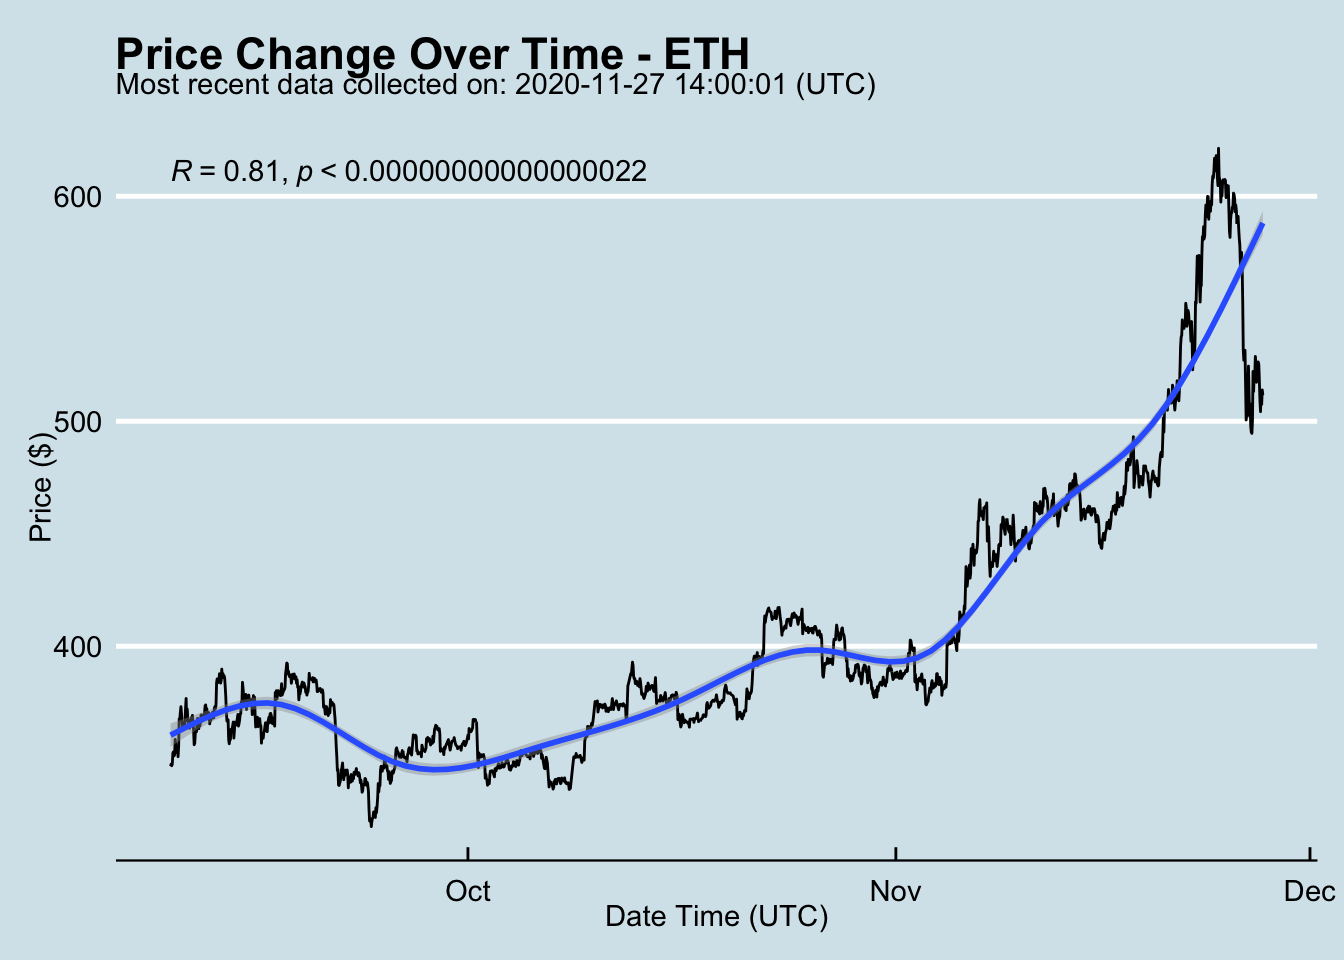 Price Change Over Time - ETH
Most recent data collected on: 2020-11-27 14:00:01 (UTC)
R = 0.81, p < 0.00000000000000022
600
500
400
Price ($)
Oct
Nov
Dec
Date Time (UTC)